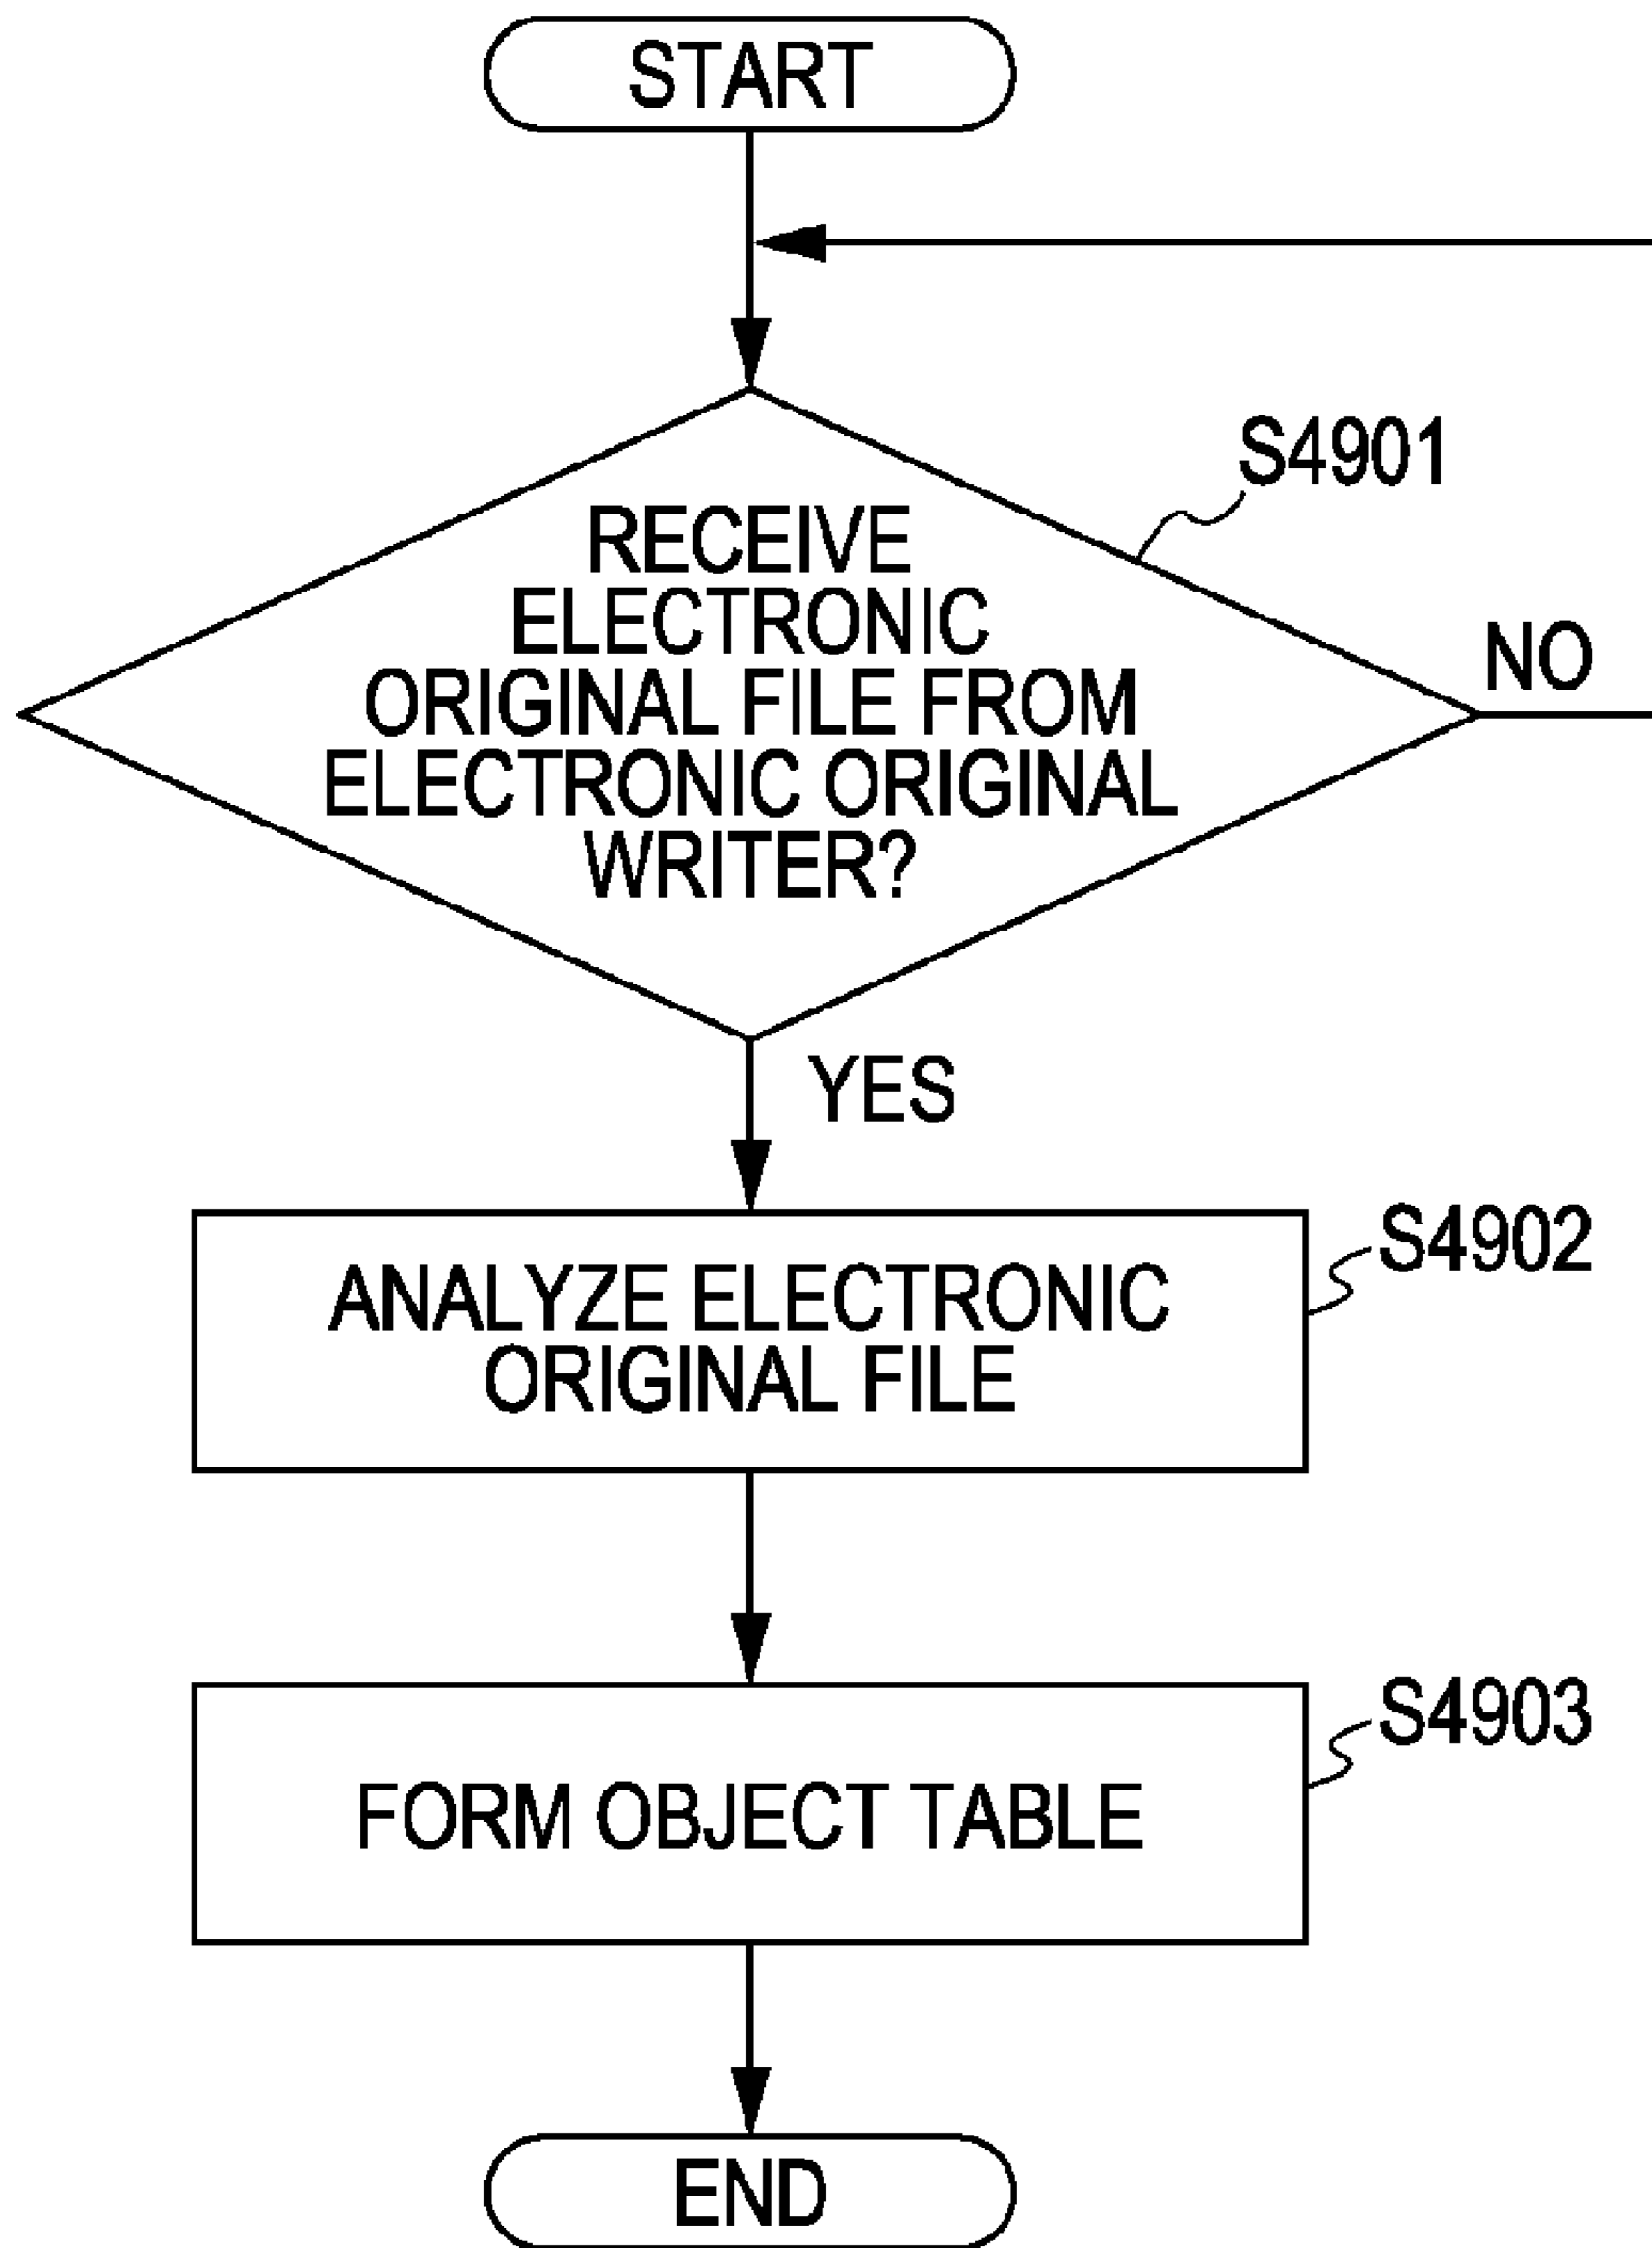 START
S4901
RECEIVE
ELECTRONIC
ORIGINAL FILE FROM
ELECTRONIC ORIGINAL
WRITER?
NO
YES
S4902
ANALYZE ELECTRONIC
ORIGINAL FILE
S4903
FORM OBJECT TABLE
END